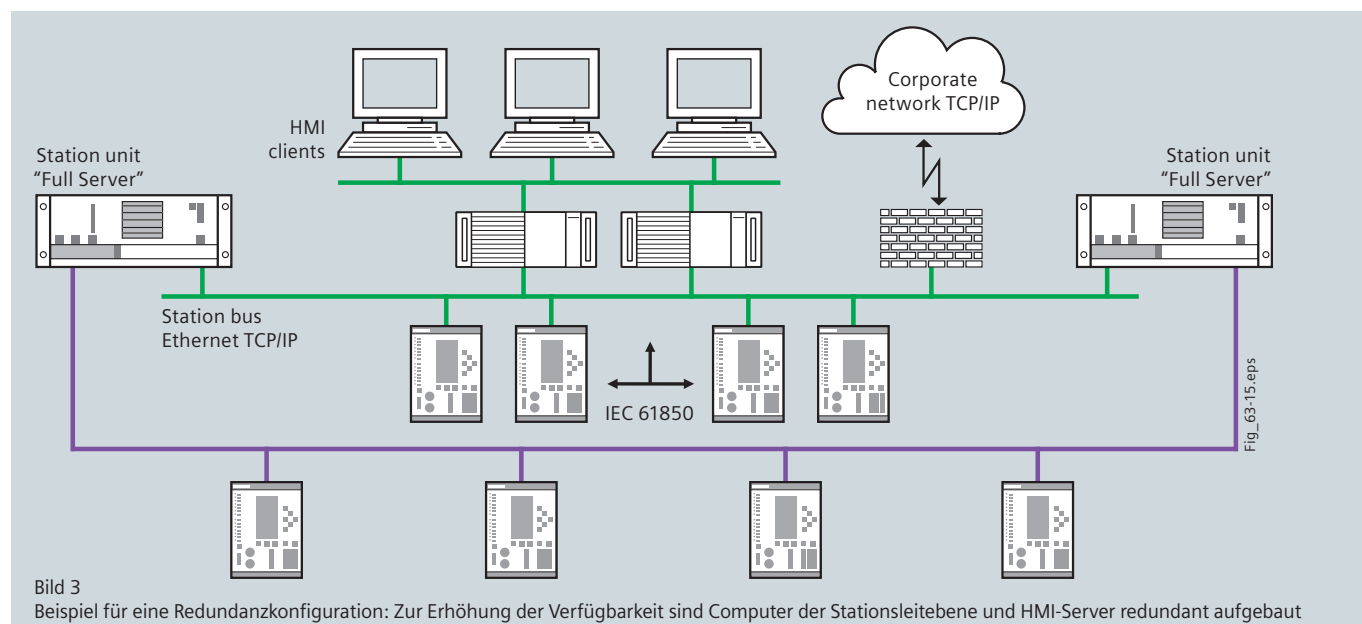 Corporate
network TCP/IP
HMI
clients
Station unit
“Full Server”
Station unit
“Full Server”
Station bus
Ethernet TCP/IP
IEC 61850
Fig_63-15.eps
Bild 3
Beispiel für eine Redundanzkonfiguration: Zur Erhöhung der Verfügbarkeit sind Computer der Stationsleitebene und HMI-Server redundant aufgebaut